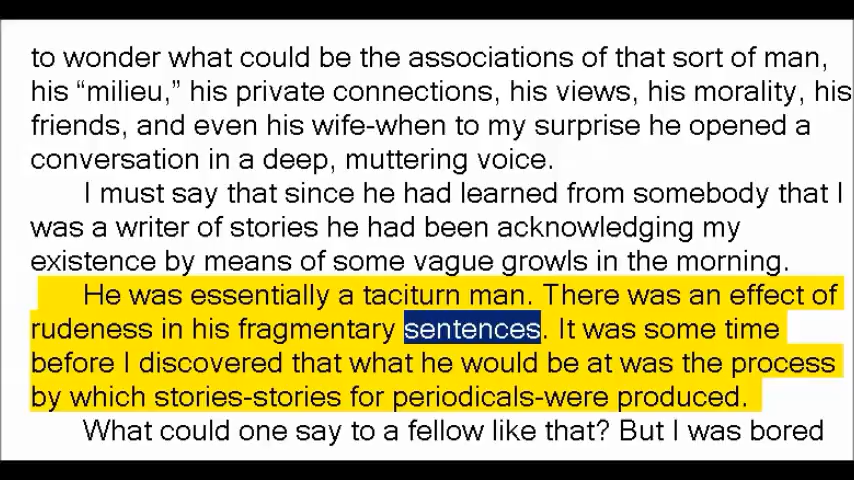 to wonder what could be the associations of that sort of man,
his “milieu,” his private connections, his views, his morality, his
friends, and even his wife-when to my surprise he opened a
conversation in a deep, muttering voice.
I must say that since he had learned from somebody that I
was a writer of stories he had been acknowledging my
existence by means of some vague growls in the morning.
He was essentially a taciturn man. There was an effect of
rudeness in his fragmentary sentences. It was some time
before I discovered that what he would be at was the process
by which stories-stories for periodicals-were produced.
What could one say to a fellow like that? But I was bored